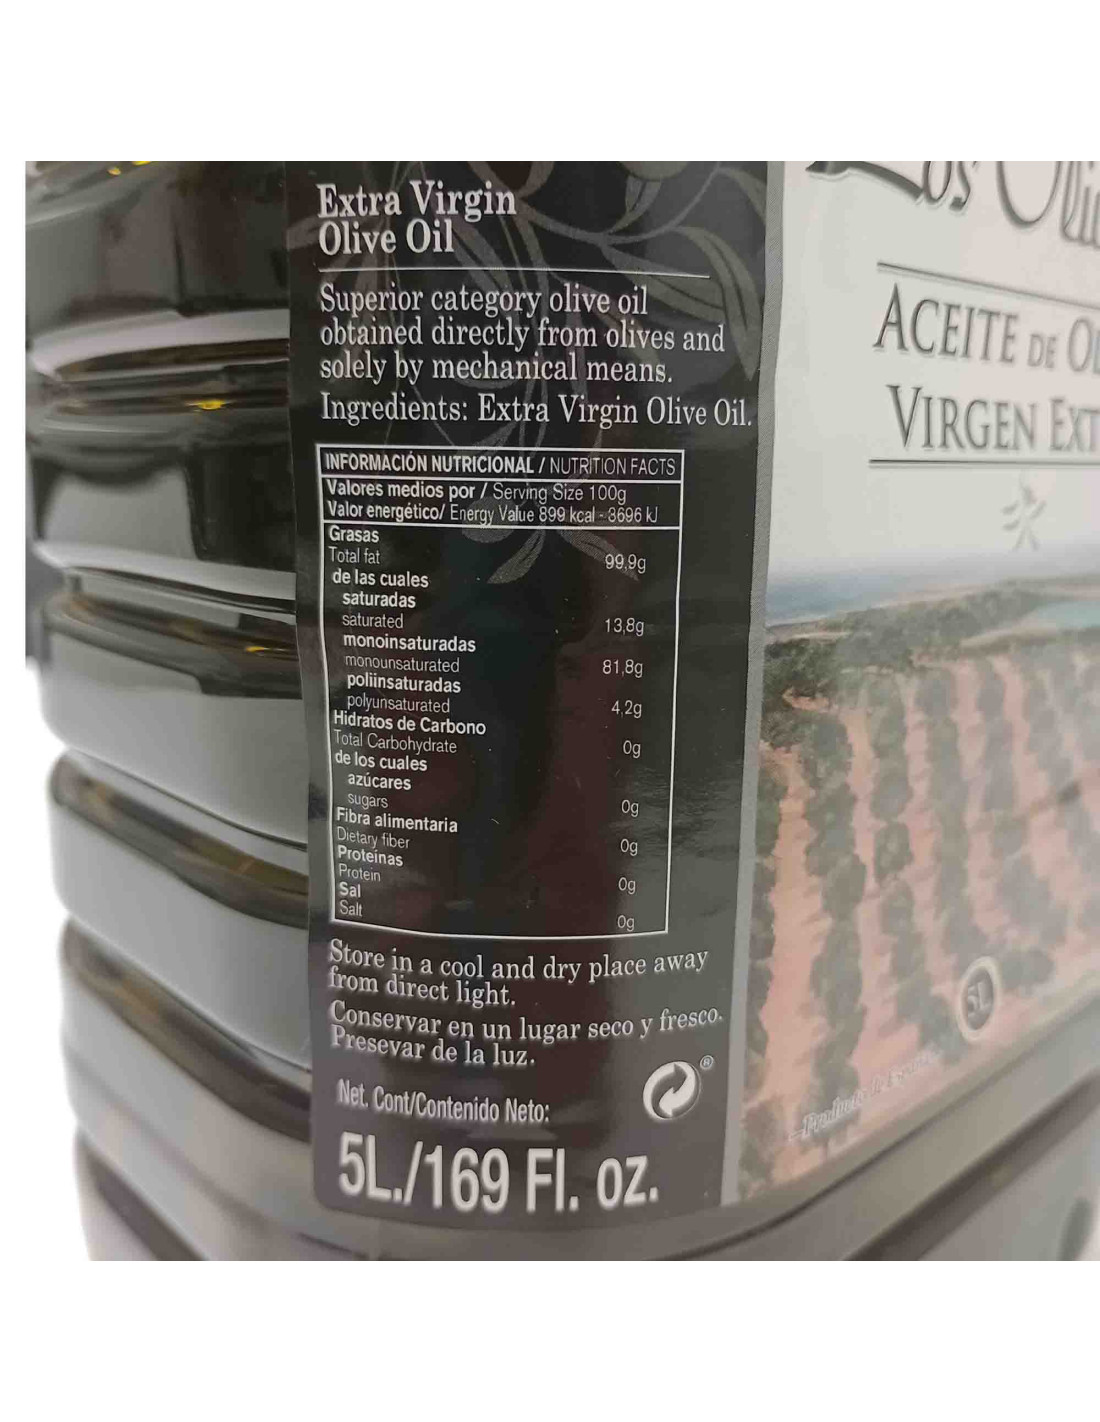 Extra Virgin
Olive Oil
Superior category olive oil
obtained directly from olives and
solely by mechanical means.
Ingredients: Extra Virgin Olive Oil.
INFORMACIÓN NUTRICIONAL / NUTRITION FACTS
Valores medios por / Serving Size 100g
Valor energético/ Energy Value 899 kcal - 3696 kJ
Grasas
Total fat 99,9g
de las cuales
saturadas
saturated 13,8g
monoinsaturadas
monounsaturated 81,8g
poliinsaturadas
polyunsaturated 4,2g
Hidratos de Carbono
Total Carbohydrate 0g
de los cuales
azúcares
sugars 0g
Fibra alimentaria
Dietary fiber 0g
Proteínas
Protein 0g
Sal
Salt 0g
Store in a cool and dry place away
from direct light.
Conservar en un lugar seco y fresco.
Presevar de la luz.
®
Net. Cont/Contenido Neto:
5L./169 Fl. oz.
Los
ACEITE DE
VIRGEN
5L
Producto